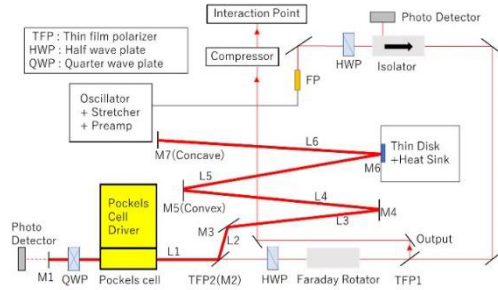 TFP : Thin film polarizer
HWP : Half wave plate
QWP : Quarter wave plate
Interaction Point
Photo Detector
Compressor
HWP
Isolator
FP
Oscillator
+ Stretcher
+ Preamp
L6
Thin Disk
+Heat Sink
M7(Concave)
M6
L5
M5(Convex)
L4
L3
M4
Pockels
Cell
Driver
M3
L2
Photo
Detector
L1
Output
M1
QWP
Pockels cell
TFP2(M2)
HWP
Faraday Rotator
TFP1